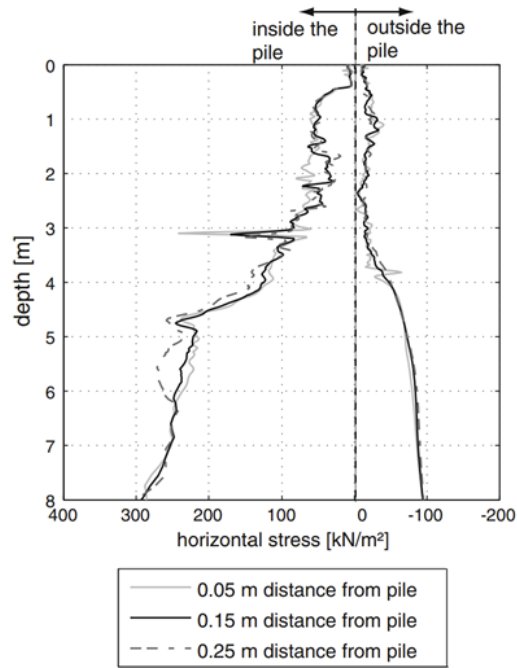 inside the
pile
outside the
pile
0
1
2
3
4
5
6
7
8
depth [m]
400 300 200 100 0 -100 -200
horizontal stress [kN/m²]
0.05 m distance from pile
0.15 m distance from pile
0.25 m distance from pile